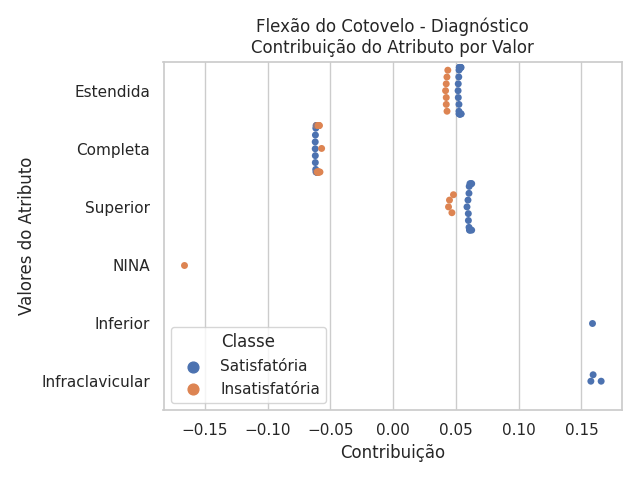 Flexão do Cotovelo - Diagnóstico
Contribuição do Atributo por Valor
Valores do Atributo
Estendida
Completa
Superior
NINA
Inferior
Infraclavicular
Classe
Satisfatória
Insatisfatória
−0.15 −0.10 −0.05 0.00 0.05 0.10 0.15
Contribuição